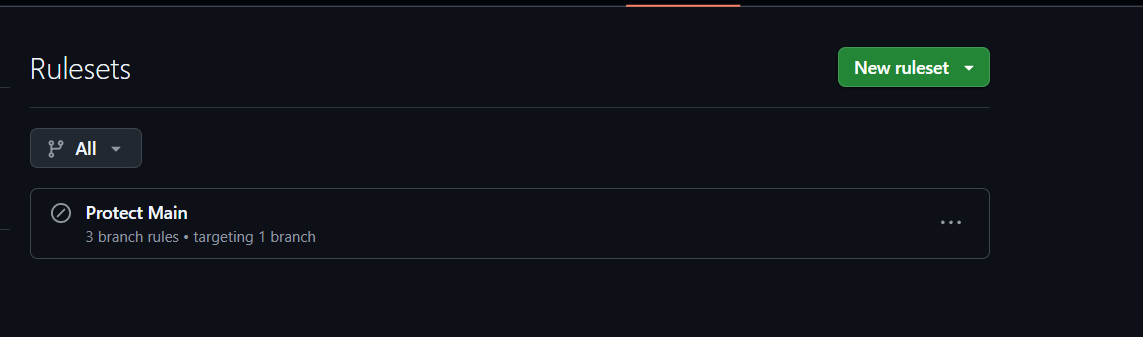 Rulesets
New ruleset
All
Protect Main
3 branch rules • targeting 1 branch